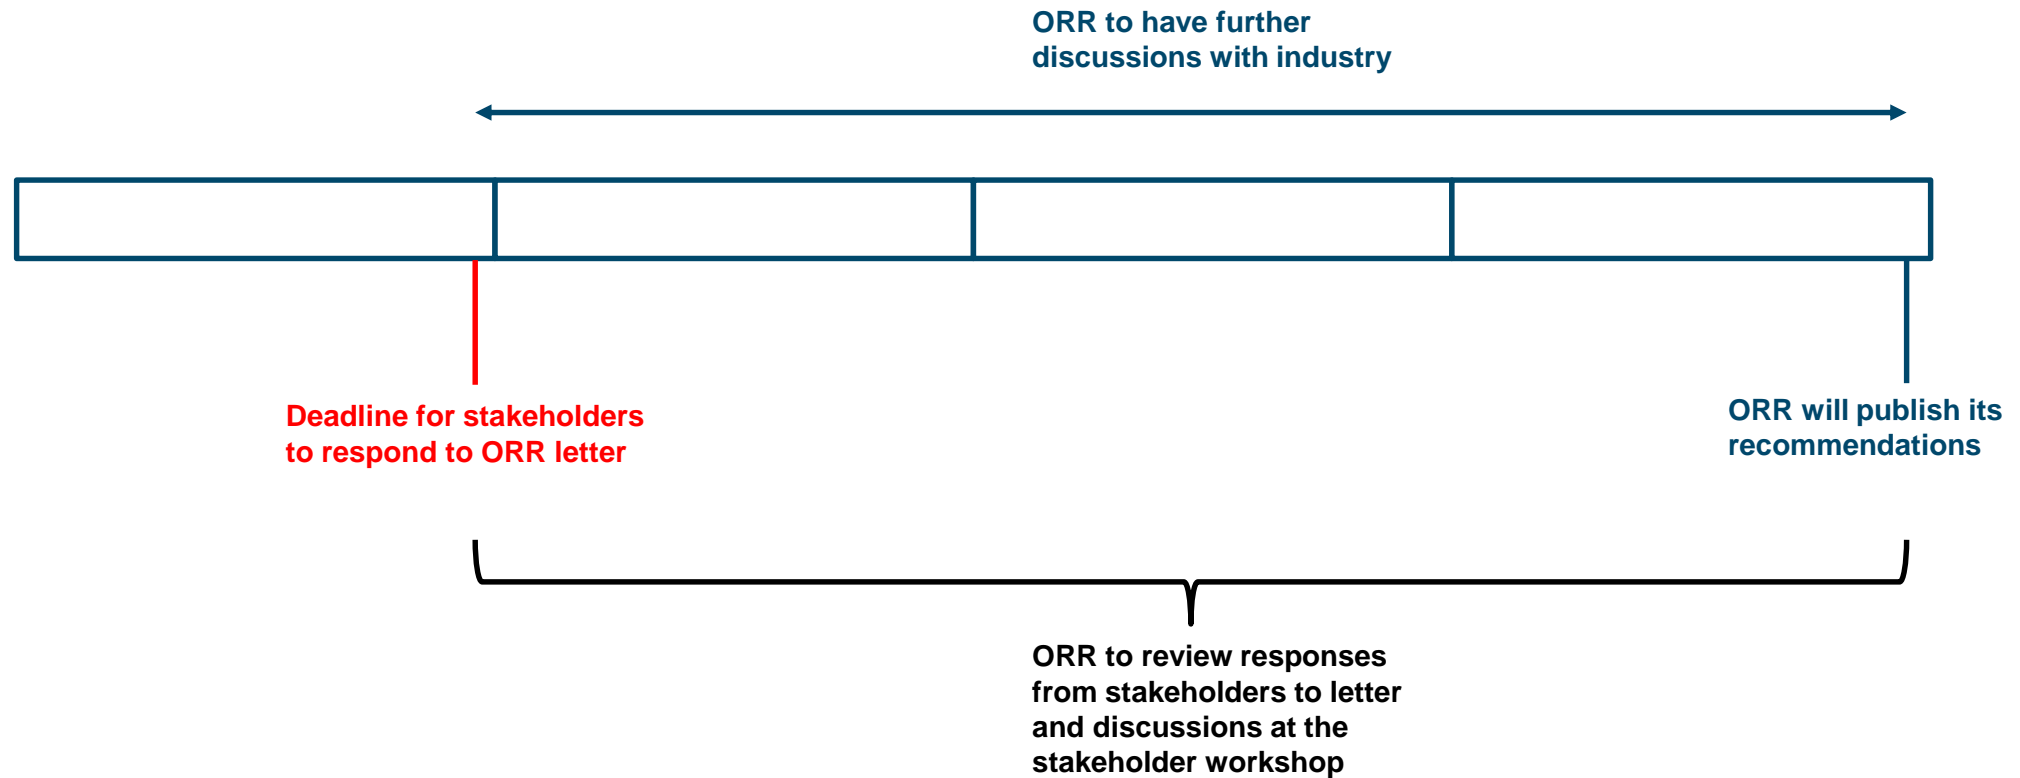 ORR to have further
discussions with industry
Deadline for stakeholders
to respond to ORR letter
ORR will publish its
recommendations
ORR to review responses
from stakeholders to letter
and discussions at the
stakeholder workshop